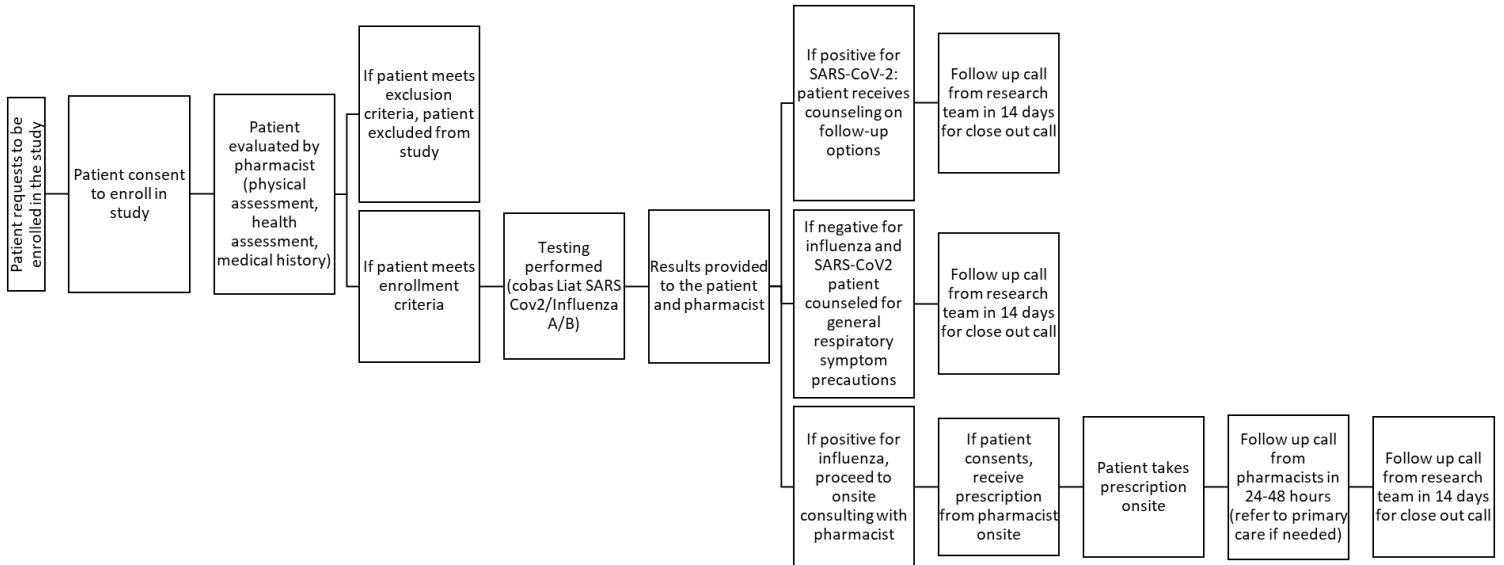 Patient requests to be
enrolled in the study
Patient consent
to enroll in
study
Patient
evaluated by
pharmacist
(physical
assessment,
health
assessment,
medical history)
If patient meets
exclusion
criteria, patient
excluded from
study
If patient meets
enrollment
criteria
Testing
performed
(cobas Liat SARS
Cov2/Influenza
A/B)
Results provided
to the patient
and pharmacist
If positive for
SARS-CoV-2:
patient receives
counseling on
follow-up
options
Follow up call
from research
team in 14 days
for close out call
If negative for
influenza and
SARS-CoV2
patient
counseled for
general
respiratory
symptom
precautions
Follow up call
from research
team in 14 days
for close out call
If positive for
influenza,
proceed to
onsite
consulting with
pharmacist
If patient
consents,
receive
prescription
from pharmacist
onsite
Patient takes
prescription
onsite
Follow up call
from
pharmacists in
24-48 hours
(refer to primary
care if needed)
Follow up call
from research
team in 14 days
for close out call